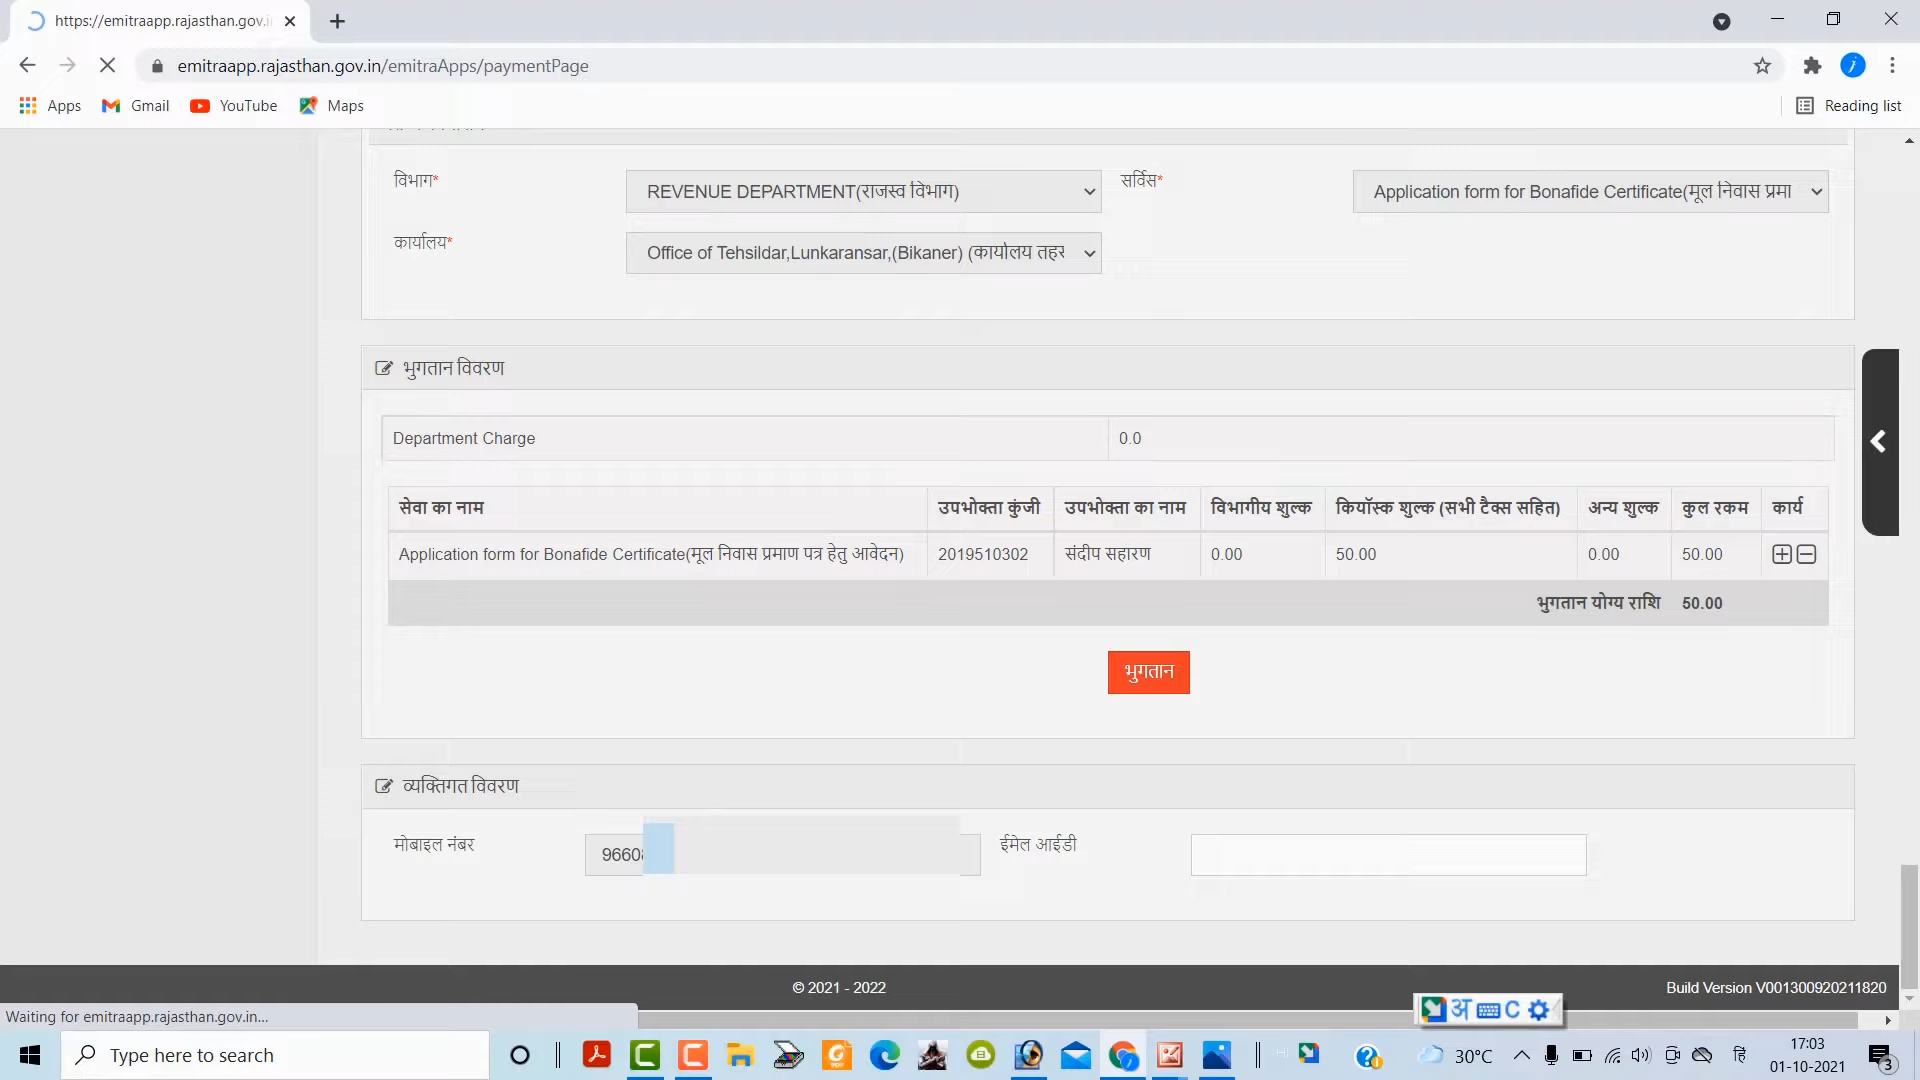 https://emitraapp.rajasthan.gov.i
emitraapp.rajasthan.gov.in/emitraApps/paymentPage
Apps Gmail YouTube Maps Reading list
विभाग* REVENUE DEPARTMENT(राजस्व विभाग) सर्विस* Application form for Bonafide Certificate(मूल निवास प्रमा
कार्यालय* Office of Tehsildar,Lunkaransar,(Bikaner) (कार्यालय तहस
भुगतान विवरण
Department Charge 0.0
सेवा का नाम उपभोक्ता कुंजी उपभोक्ता का नाम विभागीय शुल्क कियॉस्क शुल्क (सभी टैक्स सहित) अन्य शुल्क कुल रकम कार्य
Application form for Bonafide Certificate(मूल निवास प्रमाण पत्र हेतु आवेदन) 2019510302 संदीप सहारण 0.00 50.00 0.00 50.00
भुगतान योग्य राशि 50.00
भुगतान
व्यक्तिगत विवरण
मोबाइल नंबर 9660 ईमेल आईडी
© 2021 - 2022 Build Version V001300920211820
Waiting for emitraapp.rajasthan.gov.in...
अ C
Type here to search 30°C हि 17:03
01-10-2021 3